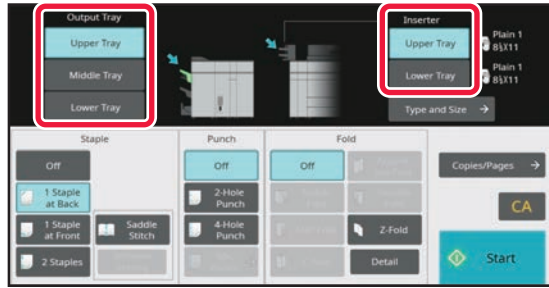 Output Tray
Upper Tray
Middle Tray
Lower Tray
Inserter
Upper Tray
Lower Tray
Plain 1
8½X11
Plain 1
8½X11
Type and Size
Staple
Off
1 Staple
at Back
1 Staple
at Front
2 Staples
Saddle
Stitch
Punch
Off
2-Hole
Punch
4-Hole
Punch
Fold
Off
Z-Fold
Detail
Copies/Pages
CA
Start